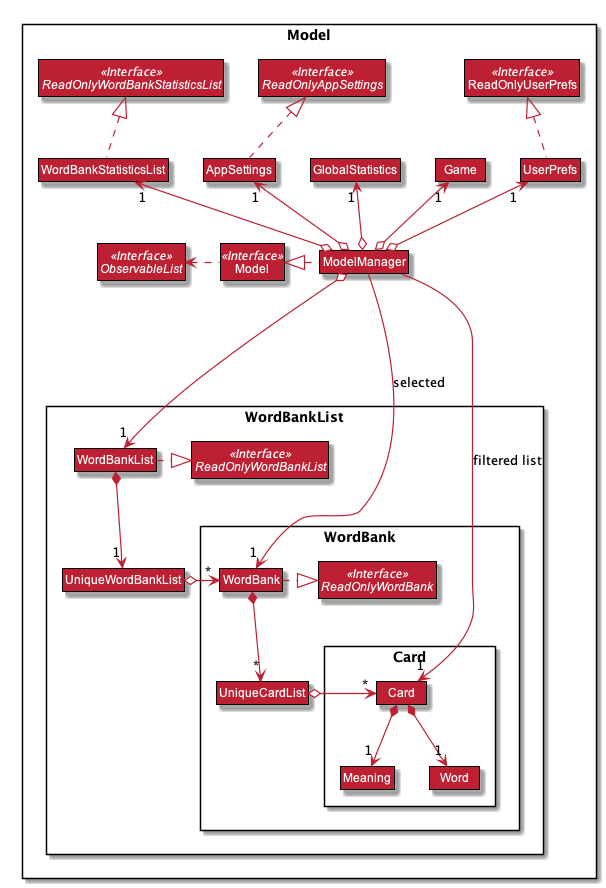 Model
«Interface»
ReadOnlyWordBankStatisticsList
«Interface»
ReadOnlyAppSettings
«Interface»
ReadOnlyUserPrefs
WordBankStatisticsList
AppSettings
GlobalStatistics
Game
UserPrefs
1
1
1
1
1
«Interface»
ObservableList
«Interface»
Model
ModelManager
selected
WordBankList
1
WordBankList
«Interface»
ReadOnlyWordBankList
filtered list
WordBank
1
1
UniqueWordBankList
*
WordBank
«Interface»
ReadOnlyWordBank
Card
*
1
UniqueCardList
*
Card
1
1
Meaning
Word